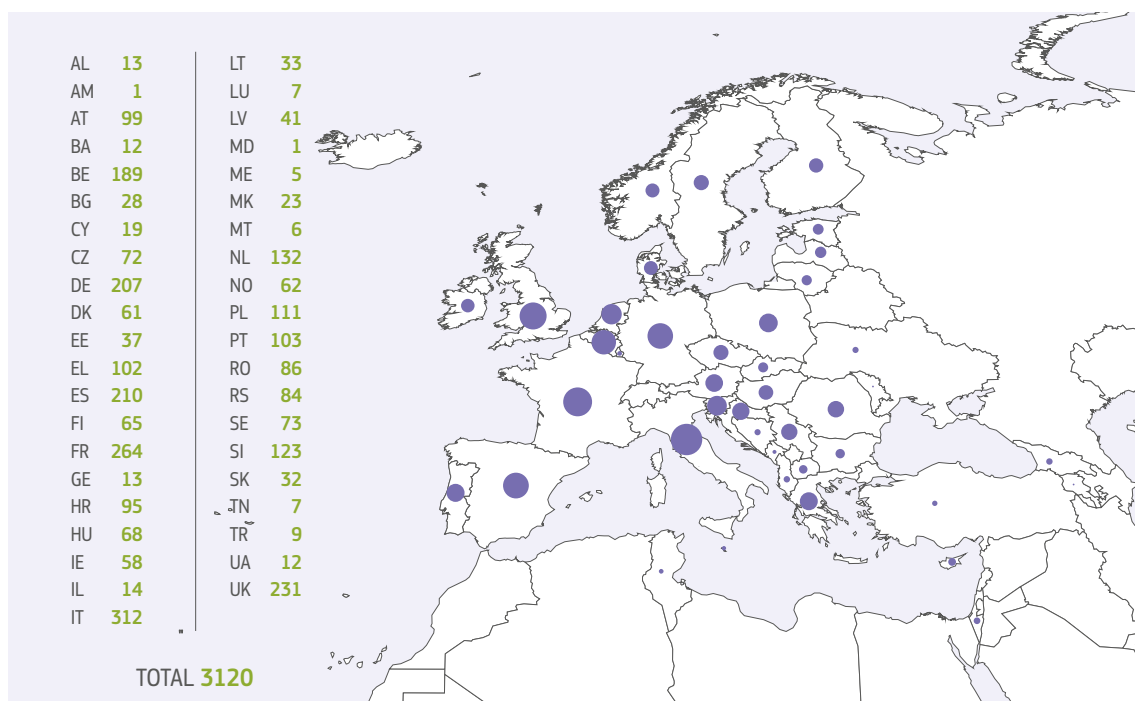 AL 13
AM 1
AT 99
BA 12
BE 189
BG 28
CY 19
CZ 72
DE 207
DK 61
EE 37
EL 102
ES 210
FI 65
FR 264
GE 13
HR 95
HU 68
IE 58
IL 14
IT 312
LT 33
LU 7
LV 41
MD 1
ME 5
MK 23
MT 6
NL 132
NO 62
PL 111
PT 103
RO 86
RS 84
SE 73
SI 123
SK 32
TN 7
TR 9
UA 12
UK 231
TOTAL 3120